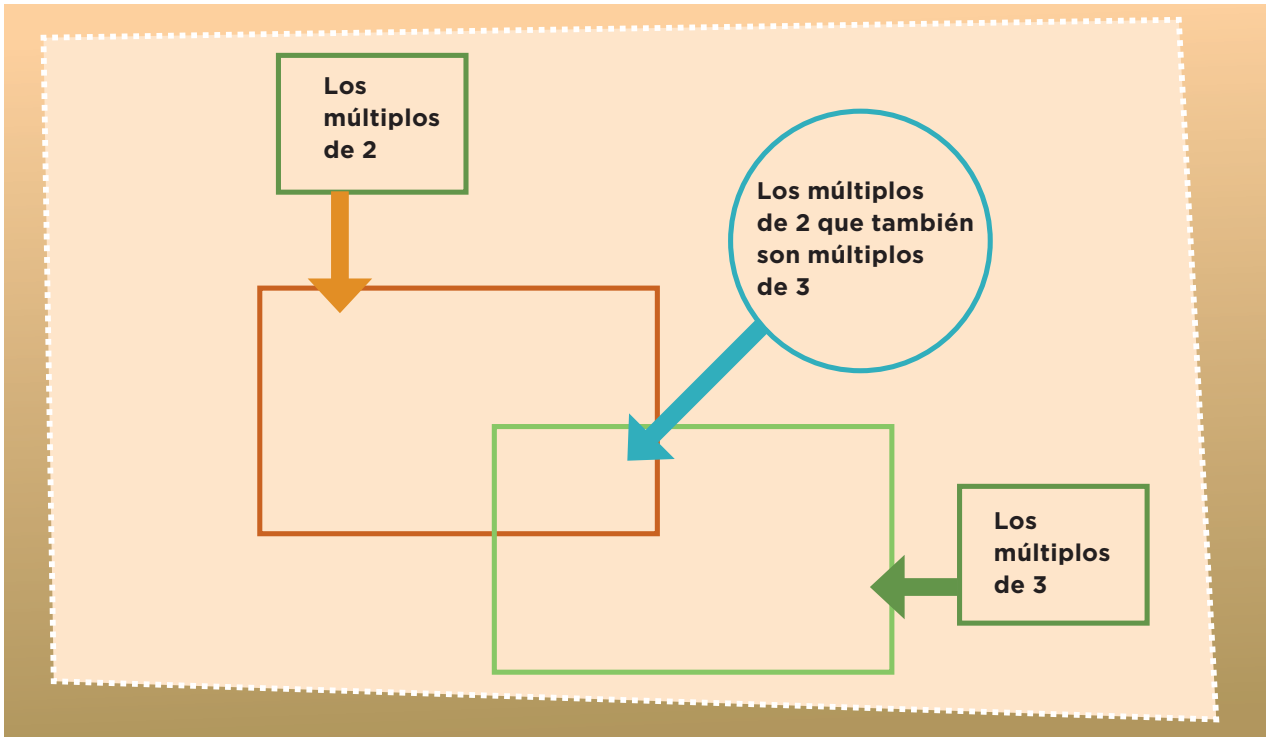 Los
múltiplos
de 2
Los múltiplos
de 2 que también
son múltiplos
de 3
Los
múltiplos
de 3